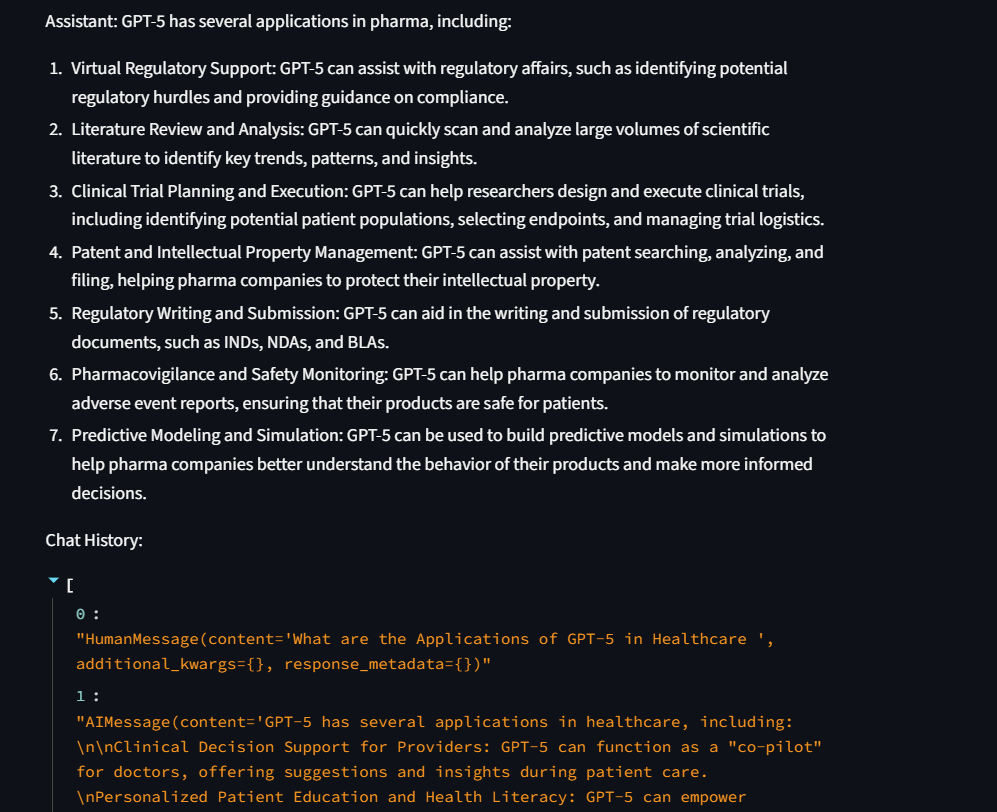 Assistant: GPT-5 has several applications in pharma, including:
1. Virtual Regulatory Support: GPT-5 can assist with regulatory affairs, such as identifying potential
regulatory hurdles and providing guidance on compliance.
2. Literature Review and Analysis: GPT-5 can quickly scan and analyze large volumes of scientific
literature to identify key trends, patterns, and insights.
3. Clinical Trial Planning and Execution: GPT-5 can help researchers design and execute clinical trials,
including identifying potential patient populations, selecting endpoints, and managing trial logistics.
4. Patent and Intellectual Property Management: GPT-5 can assist with patent searching, analyzing, and
filing, helping pharma companies to protect their intellectual property.
5. Regulatory Writing and Submission: GPT-5 can aid in the writing and submission of regulatory
documents, such as INDs, NDAs, and BLAs.
6. Pharmacovigilance and Safety Monitoring: GPT-5 can help pharma companies to monitor and analyze
adverse event reports, ensuring that their products are safe for patients.
7. Predictive Modeling and Simulation: GPT-5 can be used to build predictive models and simulations to
help pharma companies better understand the behavior of their products and make more informed
decisions.
Chat History:
[
0 :
"HumanMessage(content='What are the Applications of GPT-5 in Healthcare ',
additional_kwargs={}, response_metadata={})"
1 :
"AIMessage(content='GPT-5 has several applications in healthcare, including:
\n\nClinical Decision Support for Providers: GPT-5 can function as a "co-pilot"
for doctors, offering suggestions and insights during patient care.
\nPersonalized Patient Education and Health Literacy: GPT-5 can empower